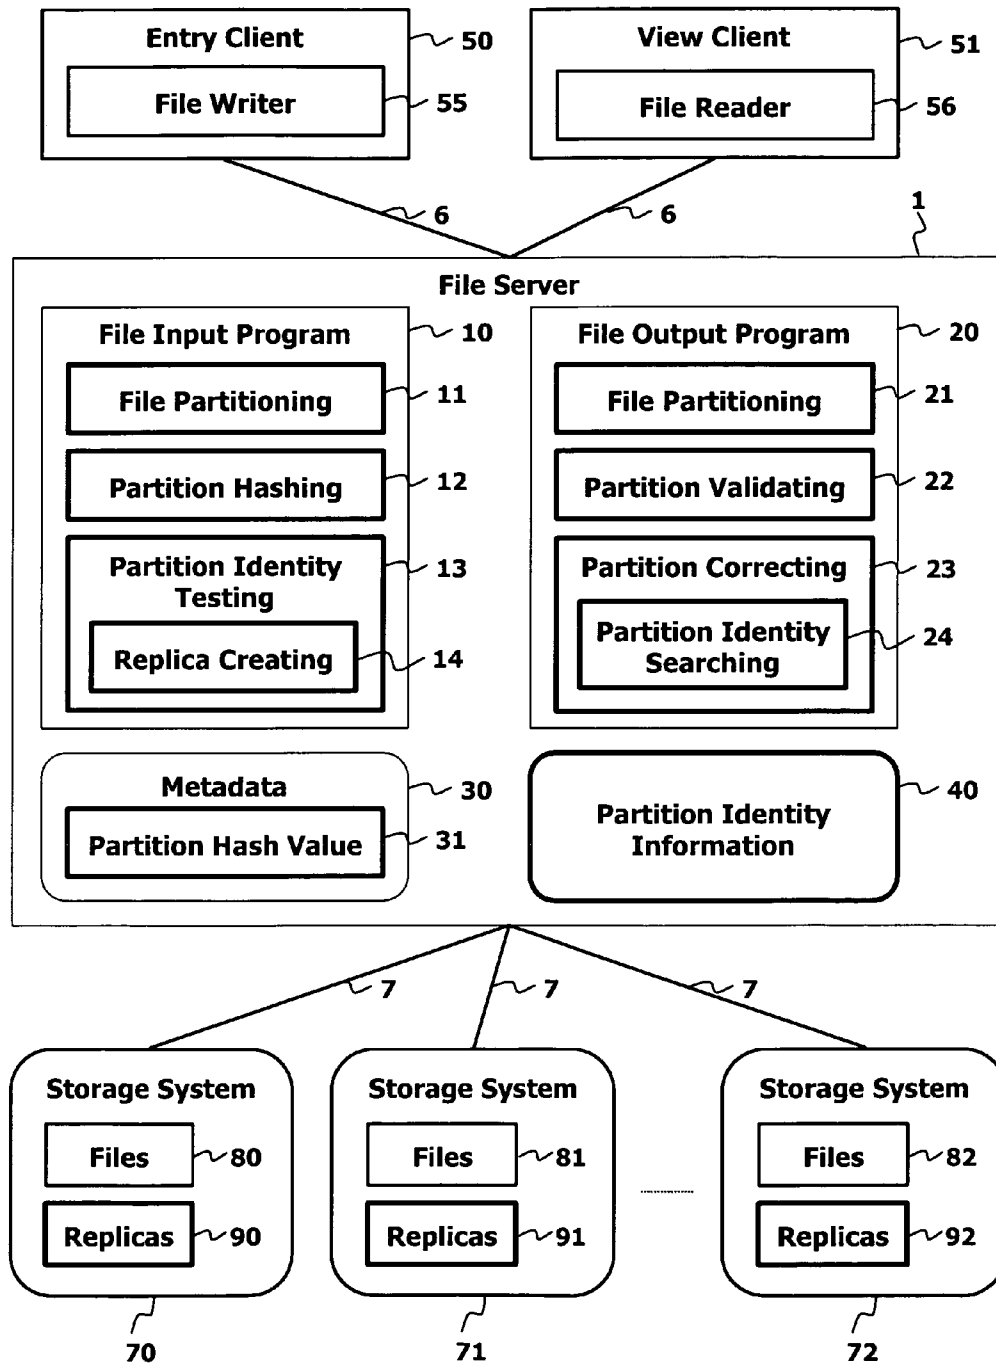 Entry Client
50
File Writer
55
View Client
51
File Reader
56
6
6
1
File Server
File Input Program
10
File Partitioning
11
Partition Hashing
12
Partition Identity
Testing
13
Replica Creating
14
File Output Program
20
File Partitioning
21
Partition Validating
22
Partition Correcting
23
Partition Identity
Searching
24
Metadata
30
Partition Hash Value
31
Partition Identity
Information
40
7
7
7
Storage System
Files
80
Replicas
90
70
Storage System
Files
81
Replicas
91
71
Storage System
Files
82
Replicas
92
72